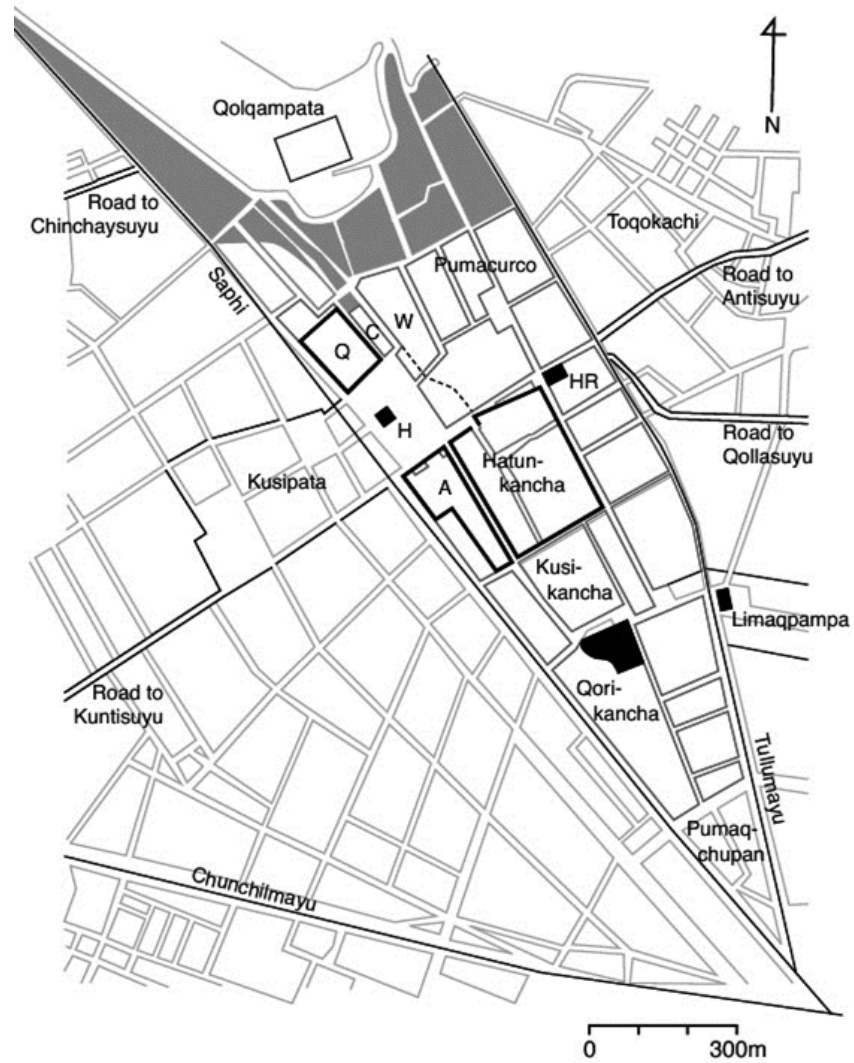 Qolqampata
N
Road to
Chinchaysuyu
Toqokachi
Pumacurco
Road to
Antisuyu
Saphi
C
W
Q
HR
H
Road to
Qollasuyu
Hatun-
kancha
Kusipata
A
Kusi-
kancha
Limaqpampa
Road to
Kuntisuyu
Qori-
kancha
Tullumayu
Pumaq-
chupan
Chunchilmayu
0 300m